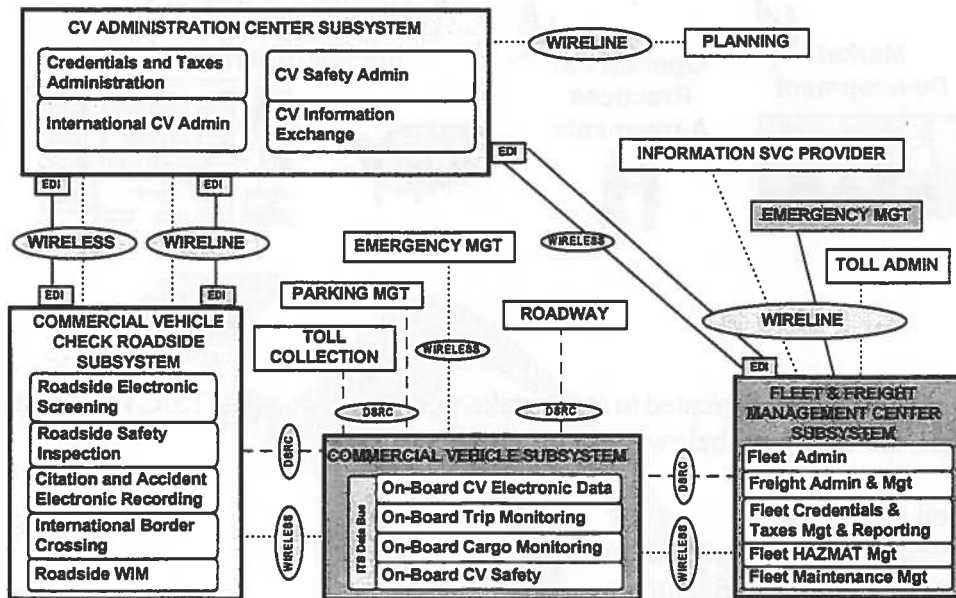 CV ADMINISTRATION CENTER SUBSYSTEM
Credentials and Taxes
Administration
CV Safety Admin
International CV Admin
CV Information
Exchange
WIRELINE
PLANNING
EDI
EDI
EDI
INFORMATION SVC PROVIDER
EMERGENCY MGT
TOLL ADMIN
WIRELESS
WIRELINE
WIRELESS
EMERGENCY MGT
PARKING MGT
ROADWAY
TOLL
COLLECTION
WIRELESS
WIRELINE
EDI
EDI
EDI
COMMERCIAL VEHICLE
CHECK ROADSIDE
SUBSYSTEM
Roadside Electronic
Screening
Roadside Safety
Inspection
Citation and Accident
Electronic Recording
International Border
Crossing
Roadside WIM
DSRC
DSRC
DSRC
WIRELESS
COMMERCIAL VEHICLE SUBSYSTEM
ITS Data Bus
On-Board CV Electronic Data
On-Board Trip Monitoring
On-Board Cargo Monitoring
On-Board CV Safety
DSRC
WIRELESS
FLEET & FREIGHT
MANAGEMENT CENTER
SUBSYSTEM
Fleet Admin
Freight Admin & Mgt
Fleet Credentials &
Taxes Mgt & Reporting
Fleet HAZMAT Mgt
Fleet Maintenance Mgt